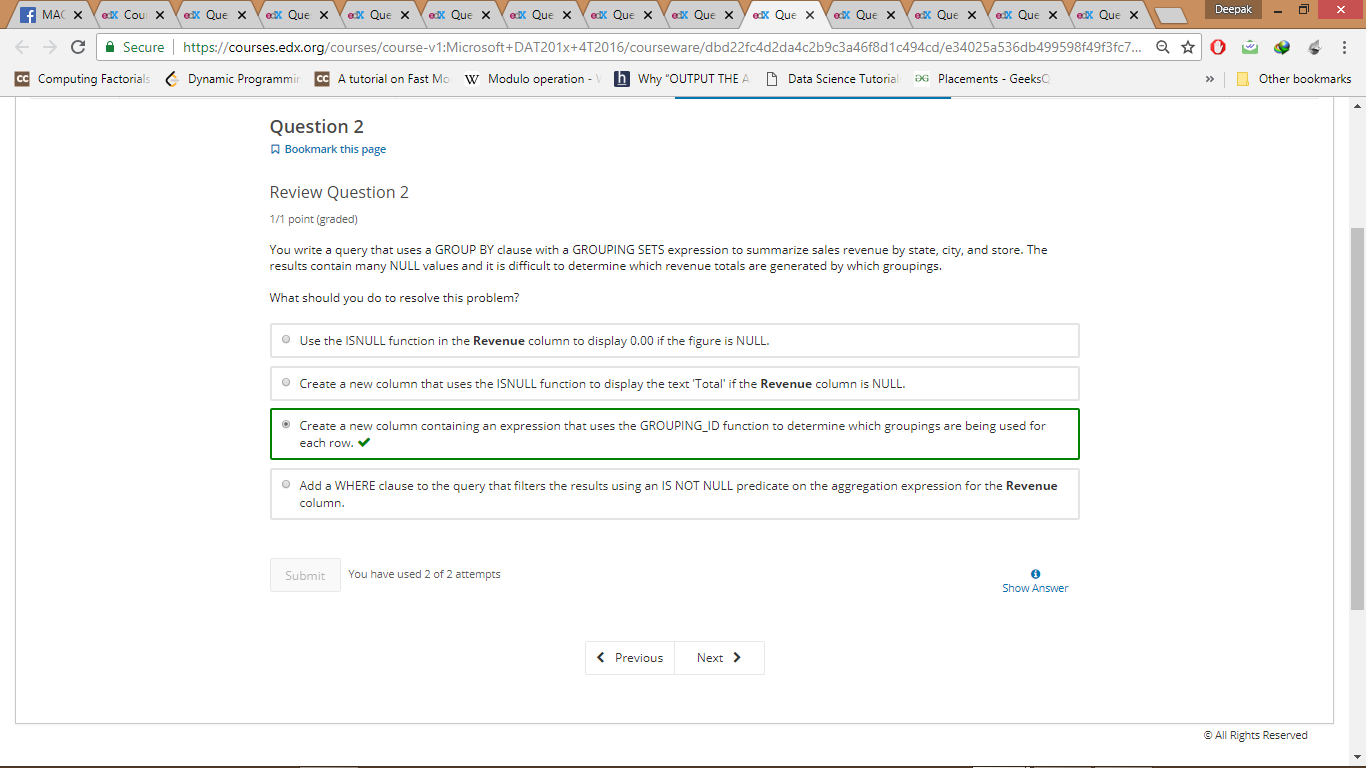 MAC
Cou
Que
Que
Que
Que
Que
Que
Que
Que
Que
Que
Que
Que
Deepak
Secure
https://courses.edx.org/courses/course-v1:Microsoft+DAT201x+4T2016/courseware/dbd22fc4d2da4c2b9c3a46f8d1c494cd/e34025a536db499598f49f3fc7...
Computing Factorials
Dynamic Programmin
A tutorial on Fast Mo
Modulo operation -
Why "OUTPUT THE A
Data Science Tutorial
Placements - GeeksQ
»
Other bookmarks
Question 2
Bookmark this page
Review Question 2
1/1 point (graded)
You write a query that uses a GROUP BY clause with a GROUPING SETS expression to summarize sales revenue by state, city, and store. The
results contain many NULL values and it is difficult to determine which revenue totals are generated by which groupings.
What should you do to resolve this problem?
Use the ISNULL function in the Revenue column to display 0.00 if the figure is NULL.
Create a new column that uses the ISNULL function to display the text 'Total' if the Revenue column is NULL.
Create a new column containing an expression that uses the GROUPING_ID function to determine which groupings are being used for
each row.
Add a WHERE clause to the query that filters the results using an IS NOT NULL predicate on the aggregation expression for the Revenue
column.
Submit
You have used 2 of 2 attempts
Show Answer
Previous
Next
© All Rights Reserved